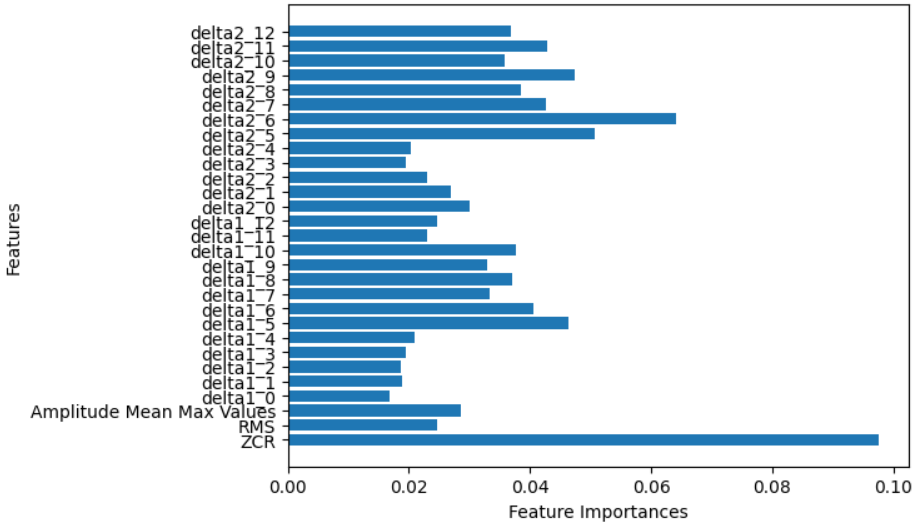 delta2_12
delta2_11
delta2_10
delta2_9
delta2_8
delta2_7
delta2_6
delta2_5
delta2_4
delta2_3
delta2_2
delta2_1
delta2_0
delta1_12
delta1_11
delta1_10
delta1_9
delta1_8
delta1_7
delta1_6
delta1_5
delta1_4
delta1_3
delta1_2
delta1_1
delta1_0
Amplitude Mean Max Values
RMS
ZCR
Features
0.00 0.02 0.04 0.06 0.08 0.10
Feature Importances